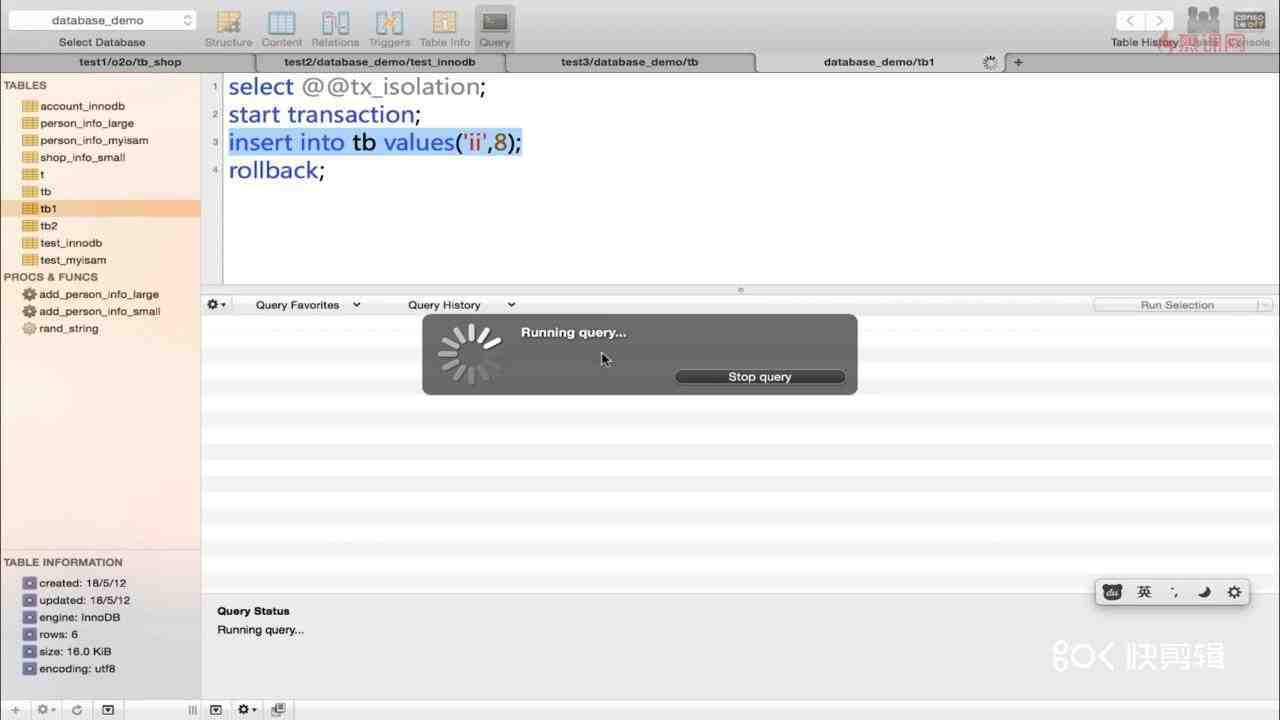 database_demo
Select Database
Structure
Content
Relations
Triggers
Table Info
Query
Table History
Console
test1/o2o/tb_shop
test2/database_demo/test_innodb
test3/database_demo/tb
database_demo/tb1
TABLES
account_innodb
person_info_large
person_info_myisam
shop_info_small
t
tb
tb1
tb2
test_innodb
test_myisam
PROCS & FUNCS
add_person_info_large
add_person_info_small
rand_string
1 select @@tx_isolation;
2 start transaction;
3 insert into tb values('ii',8);
4 rollback;
Query Favorites
Query History
Run Selection
Running query...
Stop query
TABLE INFORMATION
created: 18/5/12
updated: 18/5/12
engine: InnoDB
rows: 6
size: 16.0 KiB
encoding: utf8
Query Status
Running query...
du 英
快剪辑